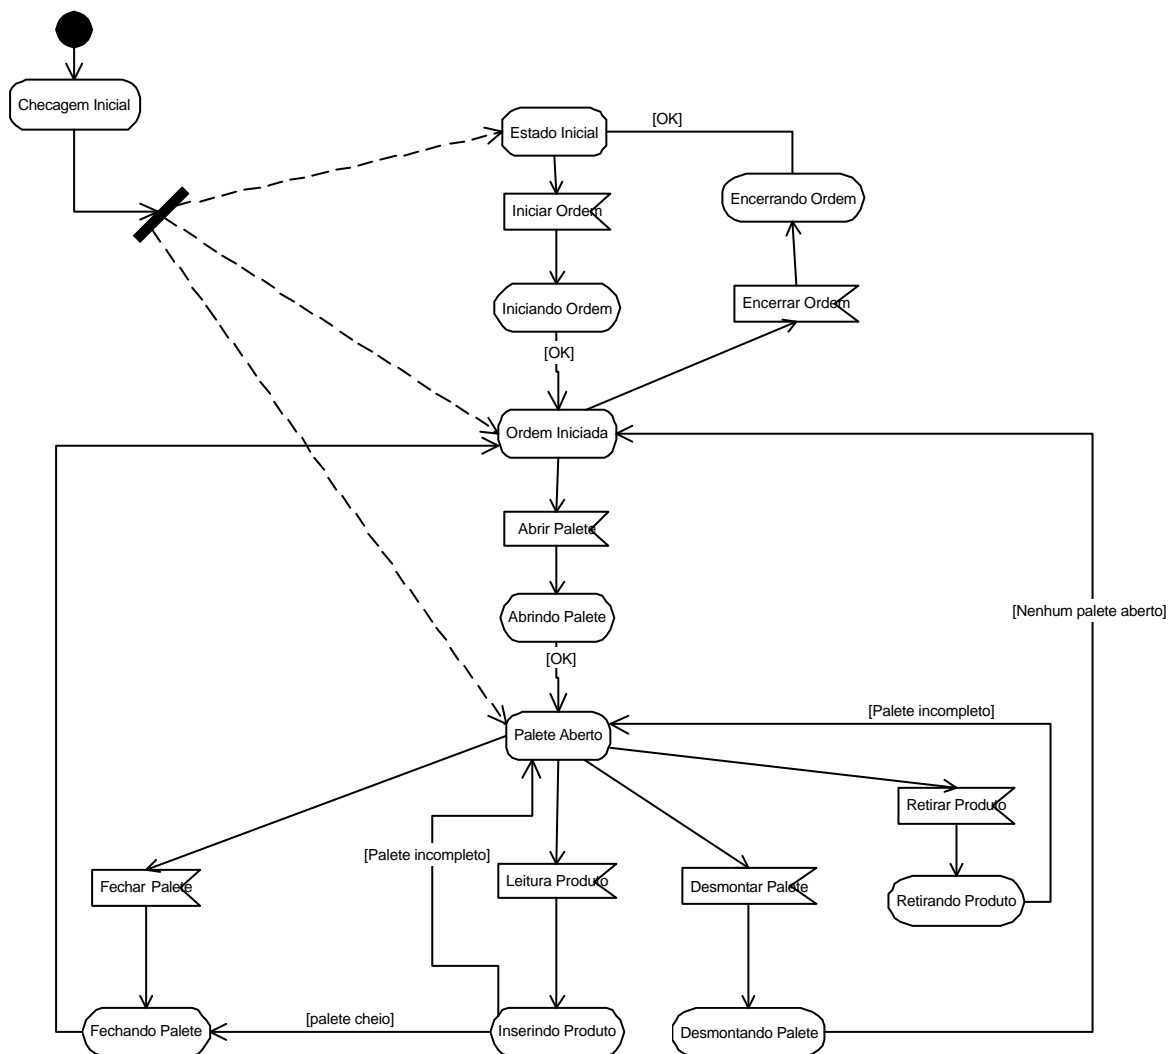 Checagem Inicial
Estado Inicial
[OK]
Encerrando Ordem
Iniciar Ordem
Iniciando Ordem
Encerrar Ordem
[OK]
Ordem Iniciada
Abrir Palete
Abrindo Palete
[Nenhum palete aberto]
[OK]
[Palete incompleto]
Palete Aberto
Retirar Produto
[Palete incompleto]
Fechar Palete
Leitura Produto
Desmontar Palete
Retirando Produto
[palete cheio]
Fechando Palete
Inserindo Produto
Desmontando Palete